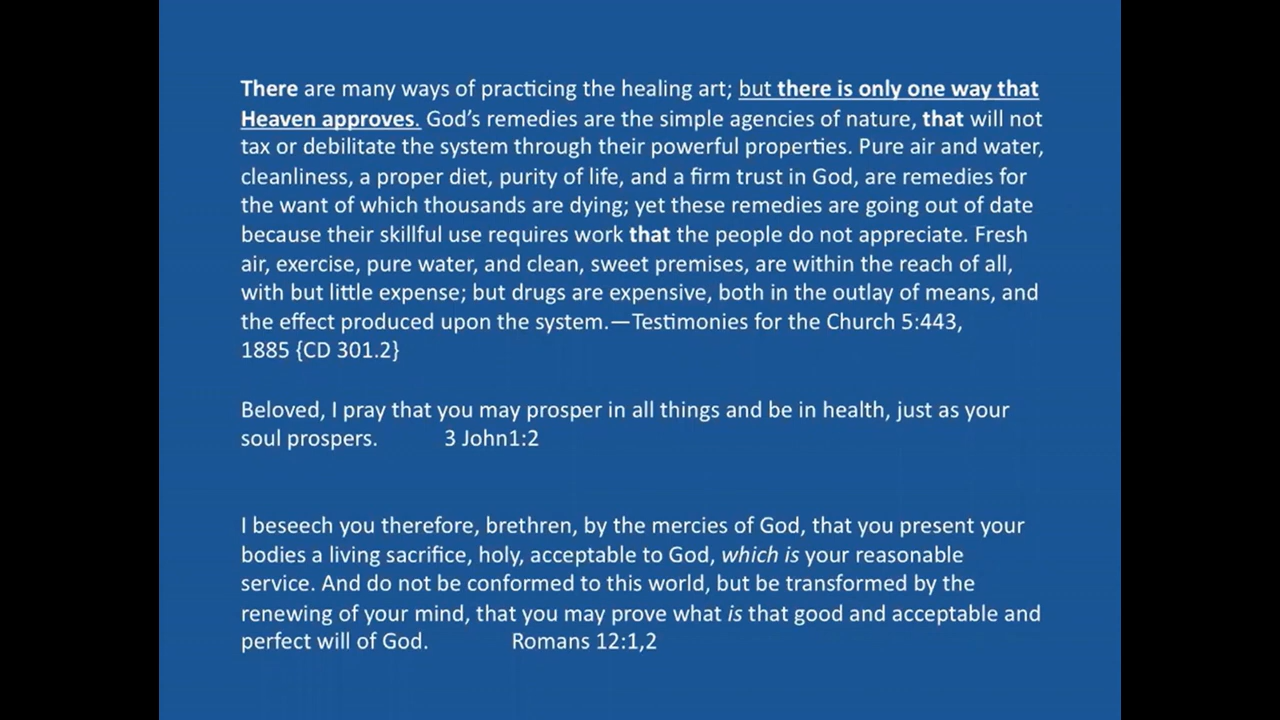 There are many ways of practicing the healing art; but there is only one way that
Heaven approves. God’s remedies are the simple agencies of nature, that will not
tax or debilitate the system through their powerful properties. Pure air and water,
cleanliness, a proper diet, purity of life, and a firm trust in God, are remedies for
the want of which thousands are dying; yet these remedies are going out of date
because their skillful use requires work that the people do not appreciate. Fresh
air, exercise, pure water, and clean, sweet premises, are within the reach of all,
with but little expense; but drugs are expensive, both in the outlay of means, and
the effect produced upon the system.—Testimonies for the Church 5:443,
1885 {CD 301.2}
Beloved, I pray that you may prosper in all things and be in health, just as your
soul prospers. 3 John1:2
I beseech you therefore, brethren, by the mercies of God, that you present your
bodies a living sacrifice, holy, acceptable to God, which is your reasonable
service. And do not be conformed to this world, but be transformed by the
renewing of your mind, that you may prove what is that good and acceptable and
perfect will of God. Romans 12:1,2